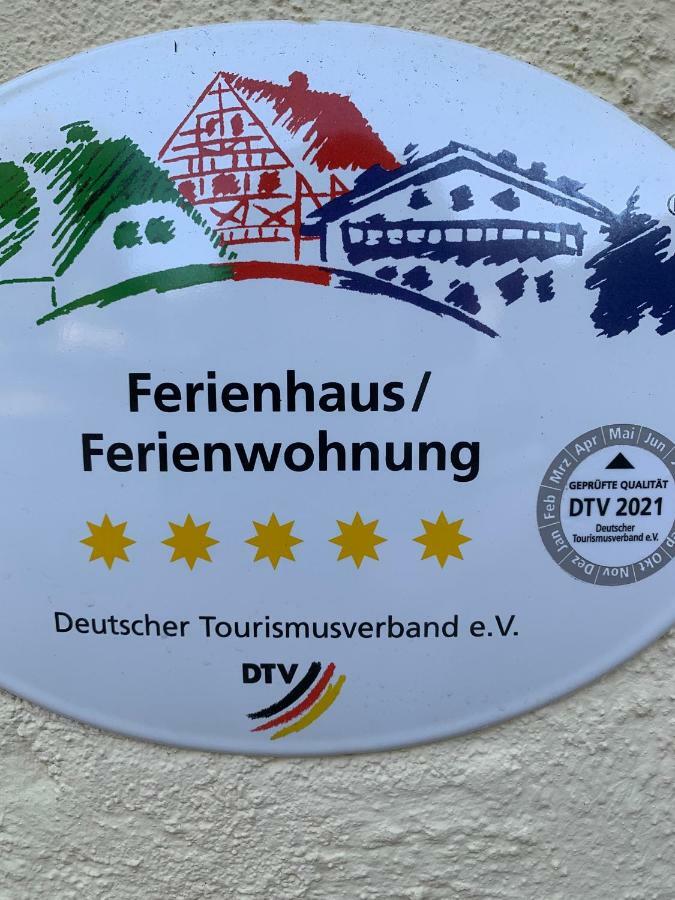 Ferienhaus/
Ferienwohnung
Jan Feb Mrz Apr Mai Jun
Okt Nov Dez
GEPRÜFTE QUALITÄT
DTV 2021
Deutscher
Tourismusverband e.V.
Deutscher Tourismusverband e.V.
DTV